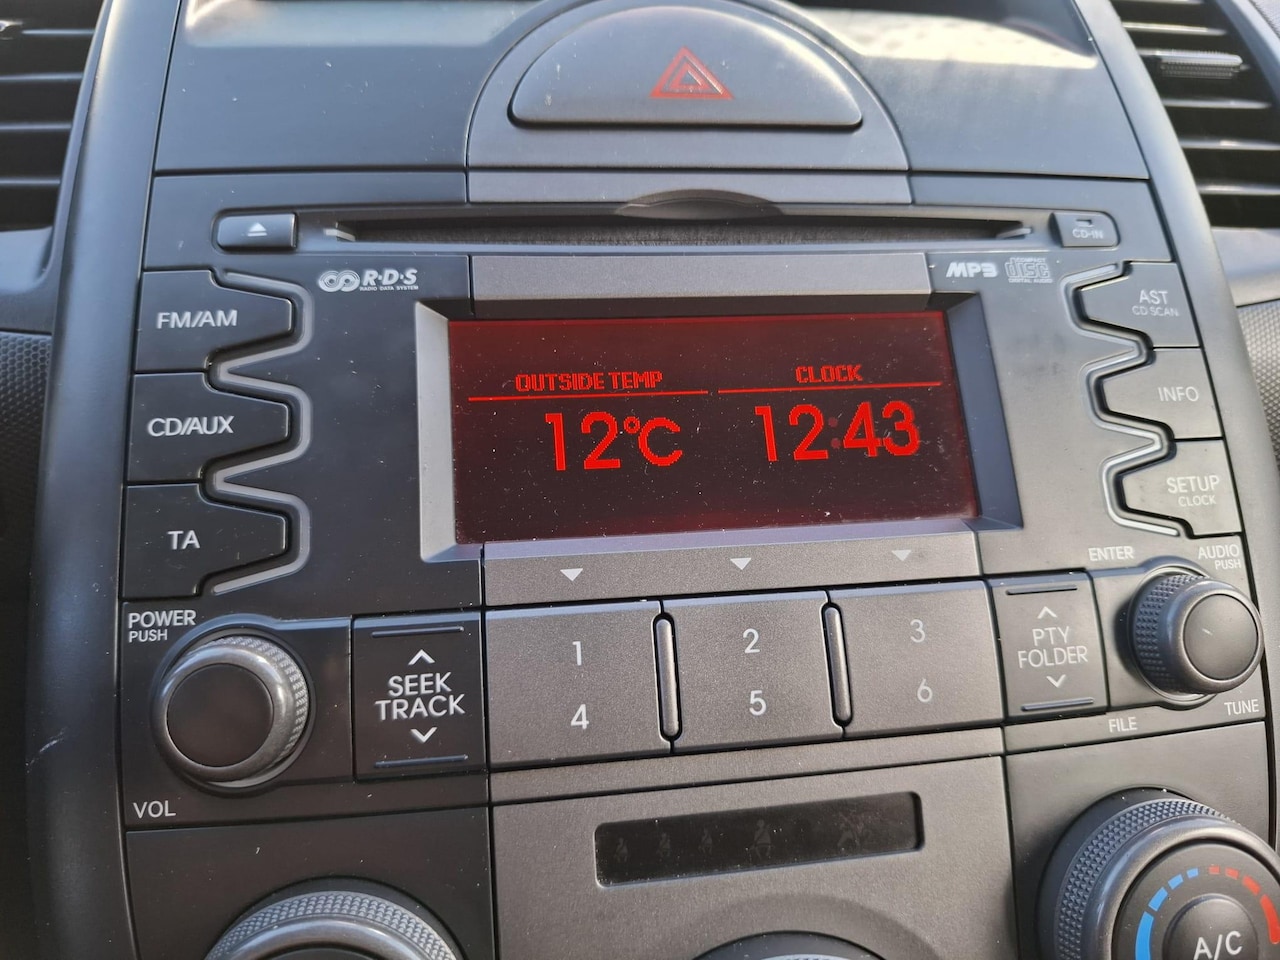 CD-IN
R·D·S
RADIO DATA SYSTEM
MP3
COMPACT
disc
DIGITAL AUDIO
FM/AM
CD/AUX
TA
OUTSIDE TEMP
12°C
CLOCK
12:43
AST
CD SCAN
INFO
SETUP
CLOCK
POWER
PUSH
VOL
SEEK
TRACK
1
4
2
5
3
6
PTY
FOLDER
ENTER
AUDIO
PUSH
FILE
TUNE
A/C